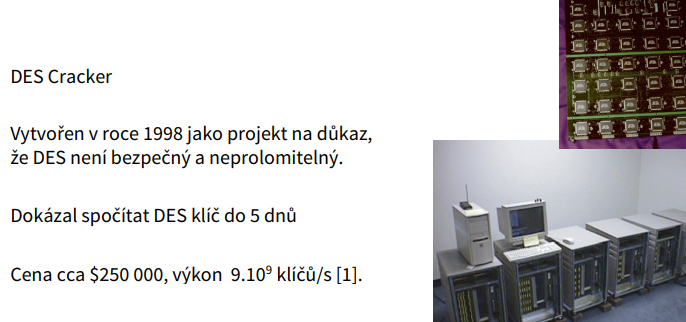 DES Cracker
Vytvořen v roce 1998 jako projekt na důkaz,
že DES není bezpečný a neprolomitelný.
Dokázal spočítat DES klíč do 5 dnů
Cena cca $250 000, výkon 9.10⁹ klíčů/s [1].